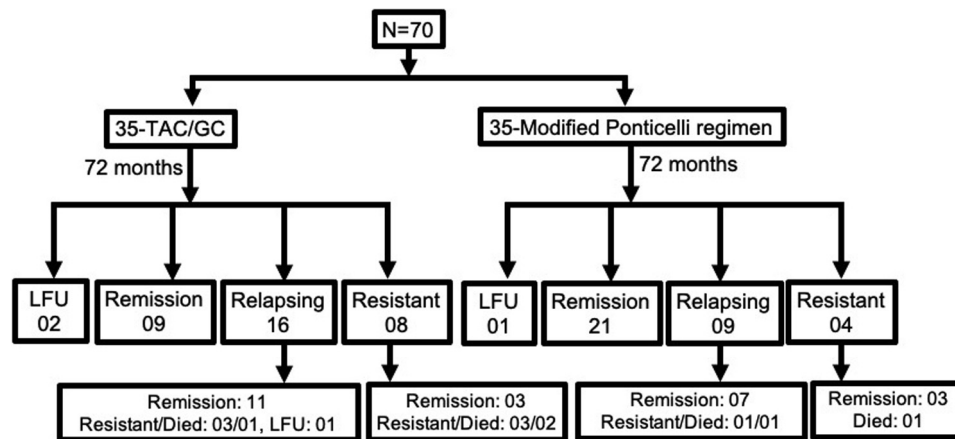 N=70
35-TAC/GC
35-Modified Ponticelli regimen
72 months
72 months
LFU
02
Remission
09
Relapsing
16
Resistant
08
LFU
01
Remission
21
Relapsing
09
Resistant
04
Remission: 11
Resistant/Died: 03/01, LFU: 01
Remission: 03
Resistant/Died: 03/02
Remission: 07
Resistant/Died: 01/01
Remission: 03
Died: 01